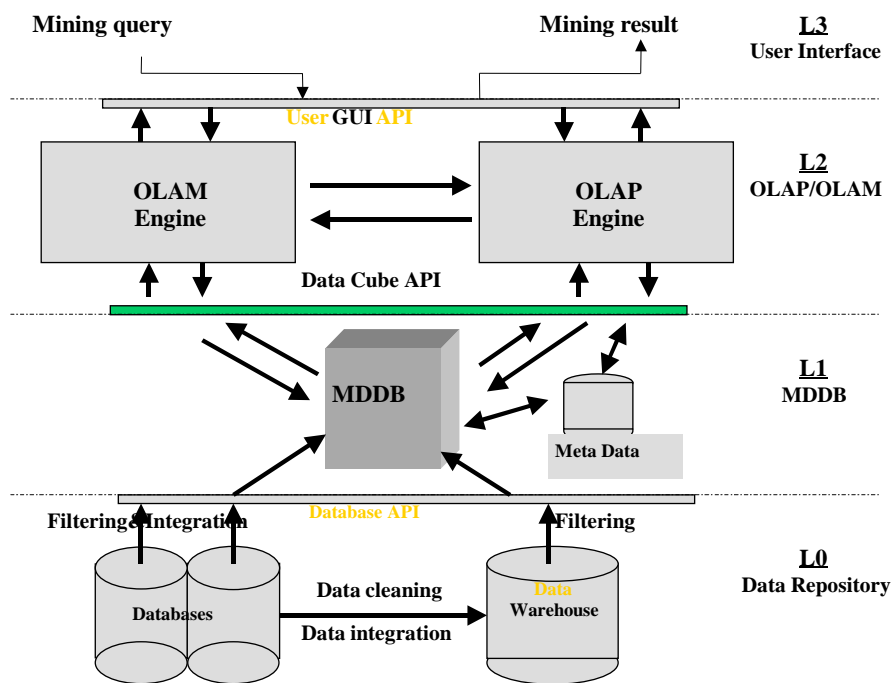 Mining query
Mining result
L3
User Interface
User GUI API
OLAM
Engine
OLAP
Engine
L2
OLAP/OLAM
Data Cube API
MDDB
L1
MDDB
Meta Data
Filtering&Integration
Database API
Filtering
L0
Data Repository
Databases
Data cleaning
Data integration
Data
Warehouse